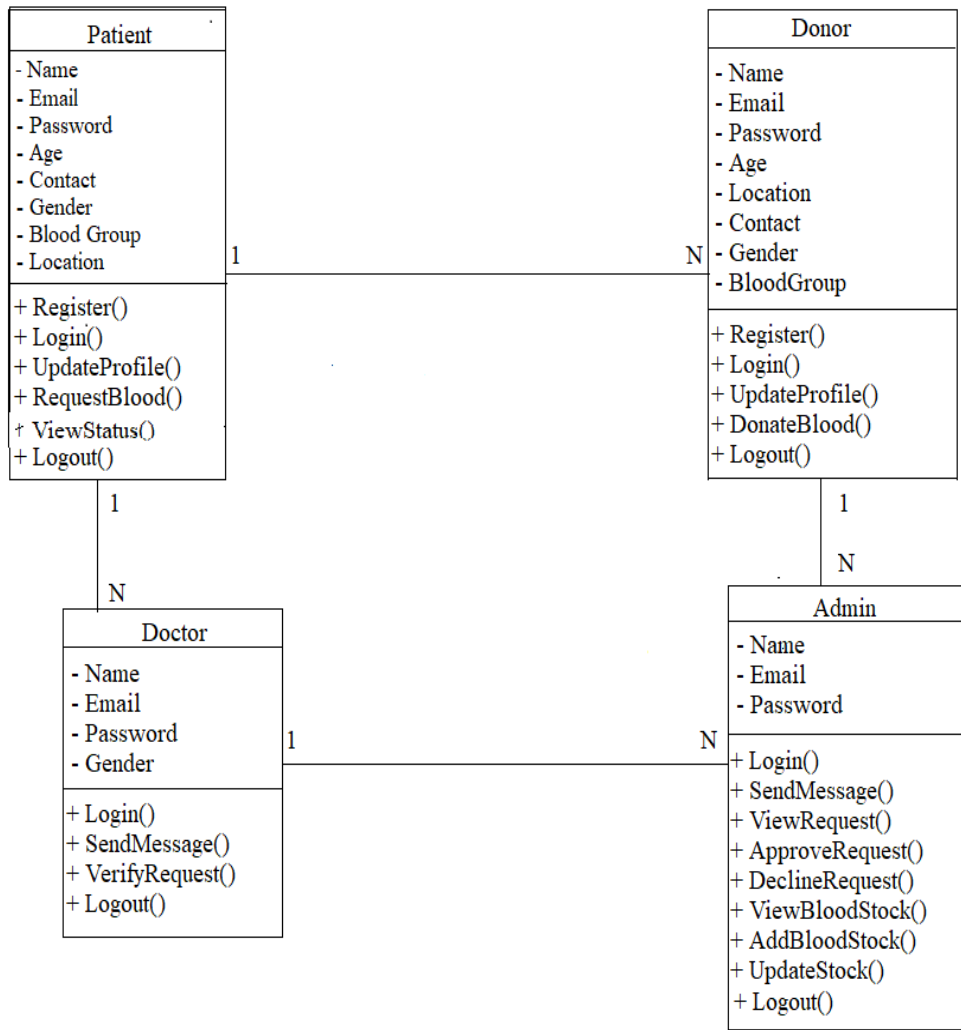 Patient
- Name
- Email
- Password
- Age
- Contact
- Gender
- Blood Group
- Location
+ Register()
+ Login()
+ UpdateProfile()
+ RequestBlood()
+ ViewStatus()
+ Logout()
Donor
- Name
- Email
- Password
- Age
- Location
- Contact
- Gender
- BloodGroup
+ Register()
+ Login()
+ UpdateProfile()
+ DonateBlood()
+ Logout()
1
N
1
N
1
N
Doctor
- Name
- Email
- Password
- Gender
+ Login()
+ SendMessage()
+ VerifyRequest()
+ Logout()
1
N
Admin
- Name
- Email
- Password
+ Login()
+ SendMessage()
+ ViewRequest()
+ ApproveRequest()
+ DeclineRequest()
+ ViewBloodStock()
+ AddBloodStock()
+ UpdateStock()
+ Logout()